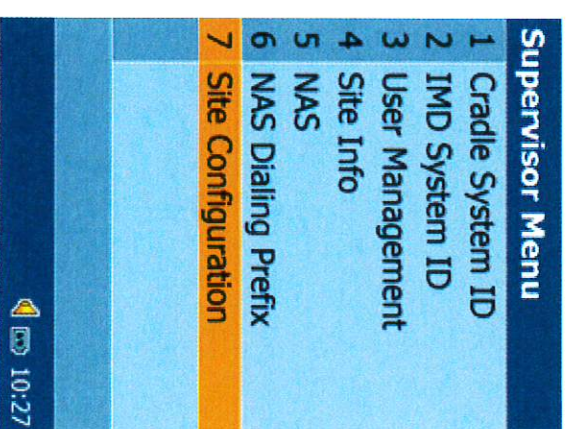 Supervisor Menu
1 Cradle System ID
2 IMD System ID
3 User Management
4 Site Info
5 NAS
6 NAS Dialing Prefix
7 Site Configuration
10:27